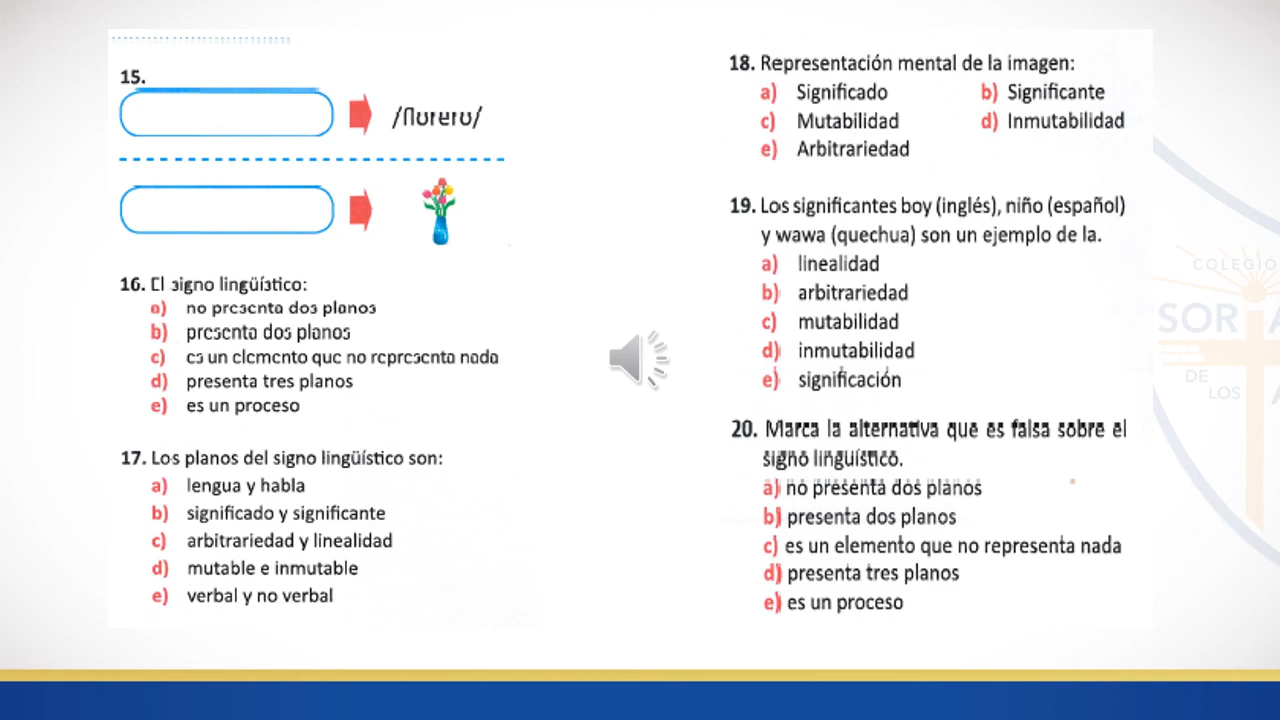 15.
/florero/
16. El signo lingüístico:
a) no presenta dos planos
b) presenta dos planos
c) es un elemento que no representa nada
d) presenta tres planos
e) es un proceso
17. Los planos del signo lingüístico son:
a) lengua y habla
b) significado y significante
c) arbitrariedad y linealidad
d) mutable e inmutable
e) verbal y no verbal
18. Representación mental de la imagen:
a) Significado b) Significante
c) Mutabilidad d) Inmutabilidad
e) Arbitrariedad
19. Los significantes boy (inglés), niño (español)
y wawa (quechua) son un ejemplo de la.
a) linealidad
b) arbitrariedad
c) mutabilidad
d) inmutabilidad
e) significación
20. Marca la alternativa que es falsa sobre el
signo lingüístico.
a) no presenta dos planos
b) presenta dos planos
c) es un elemento que no representa nada
d) presenta tres planos
e) es un proceso
COLEGIO
SOR
DE
LOS